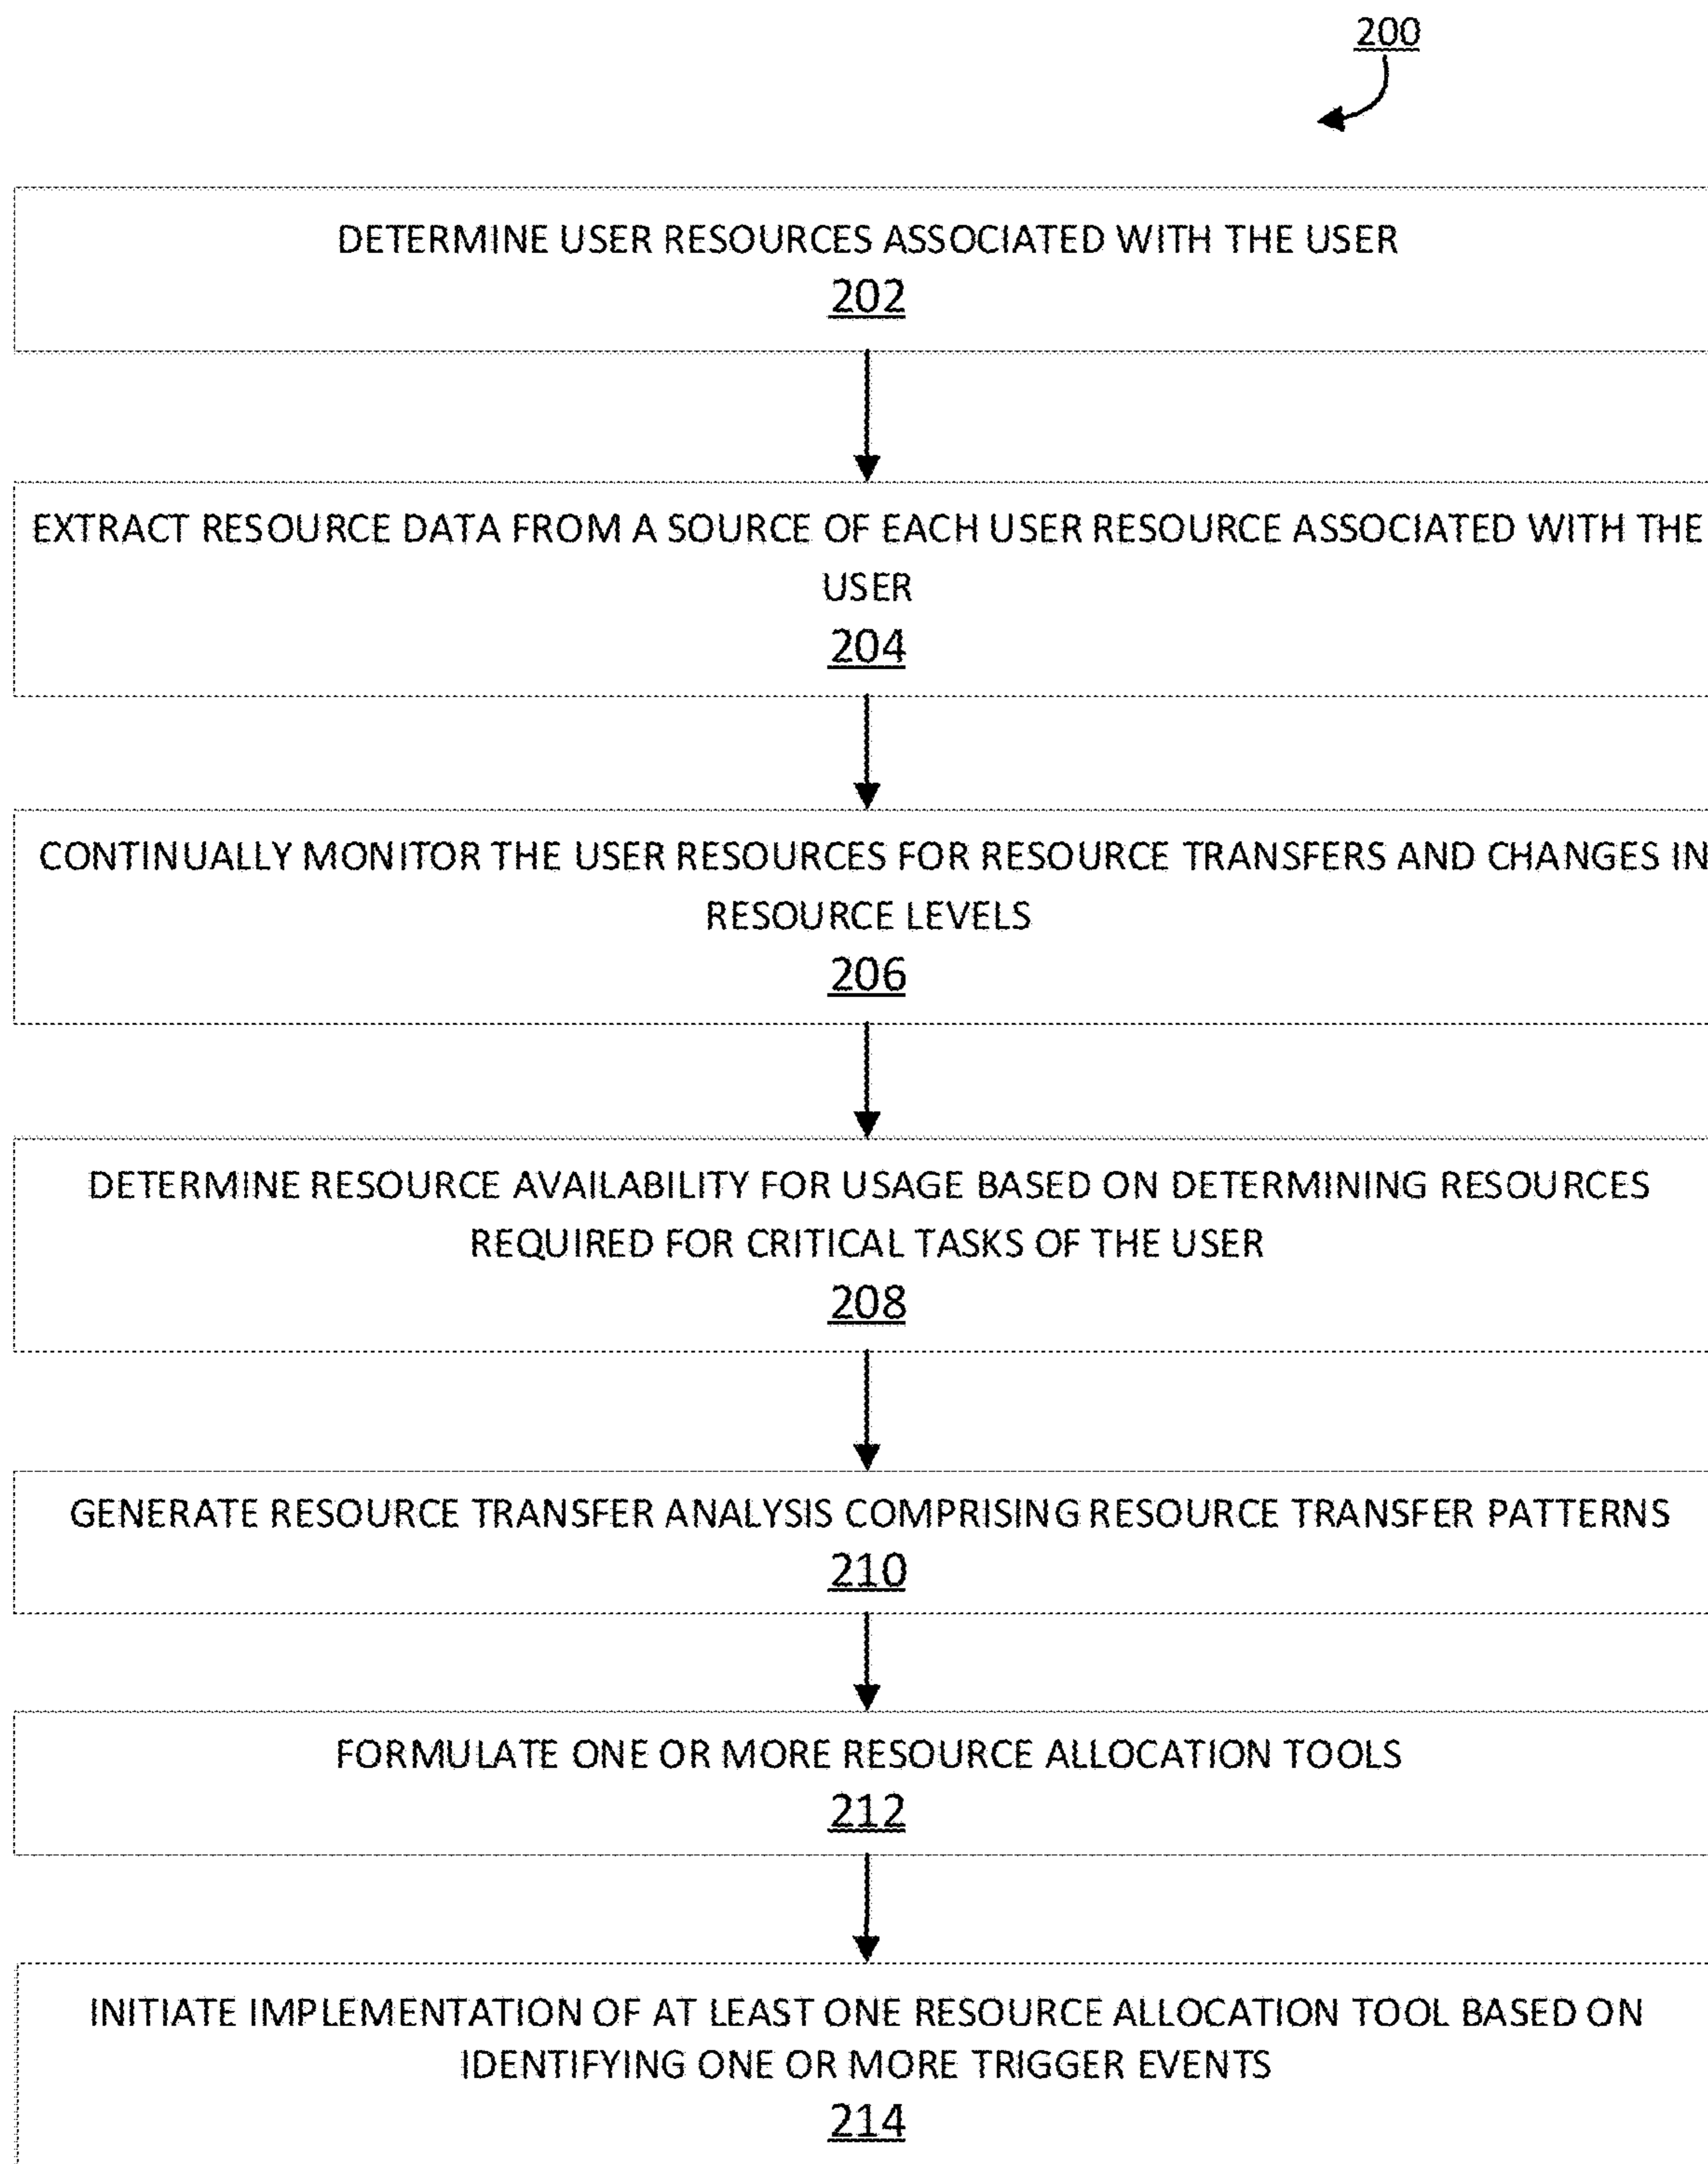 200
DETERMINE USER RESOURCES ASSOCIATED WITH THE USER
202
EXTRACT RESOURCE DATA FROM A SOURCE OF EACH USER RESOURCE ASSOCIATED WITH THE
USER
204
CONTINUALLY MONITOR THE USER RESOURCES FOR RESOURCE TRANSFERS AND CHANGES IN
RESOURCE LEVELS
206
DETERMINE RESOURCE AVAILABILITY FOR USAGE BASED ON DETERMINING RESOURCES
REQUIRED FOR CRITICAL TASKS OF THE USER
208
GENERATE RESOURCE TRANSFER ANALYSIS COMPRISING RESOURCE TRANSFER PATTERNS
210
FORMULATE ONE OR MORE RESOURCE ALLOCATION TOOLS
212
INITIATE IMPLEMENTATION OF AT LEAST ONE RESOURCE ALLOCATION TOOL BASED ON
IDENTIFYING ONE OR MORE TRIGGER EVENTS
214